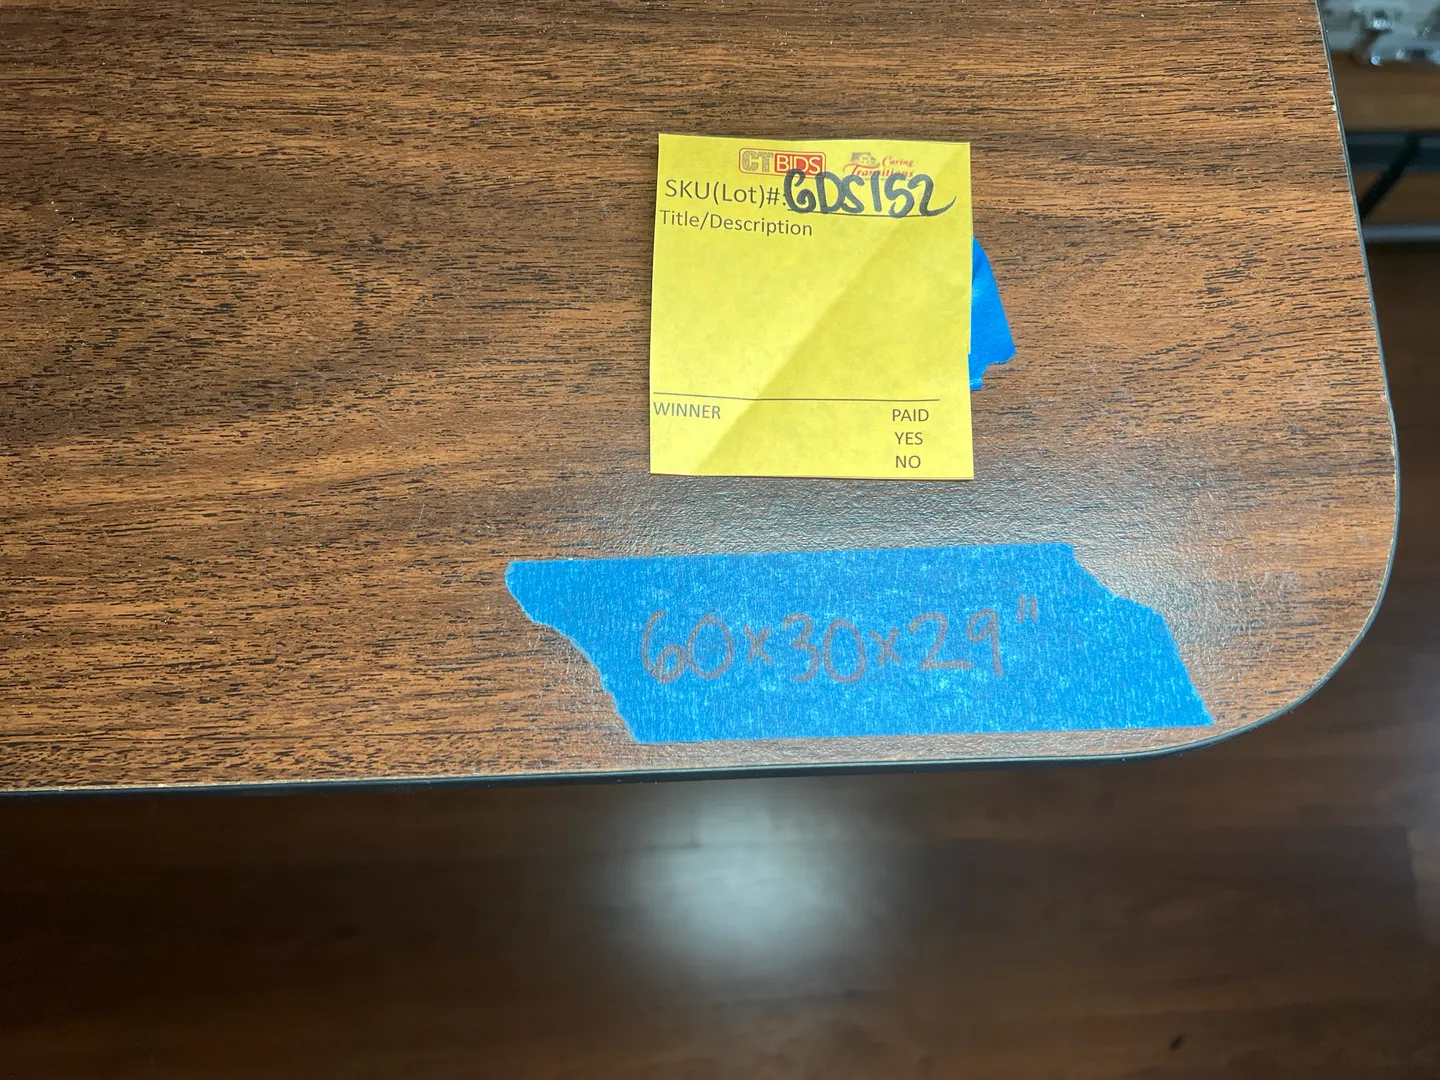 CTBIDS Caring Transitions
SKU(Lot)#: GDS152
Title/Description
WINNER PAID
YES
NO
60x30x29"